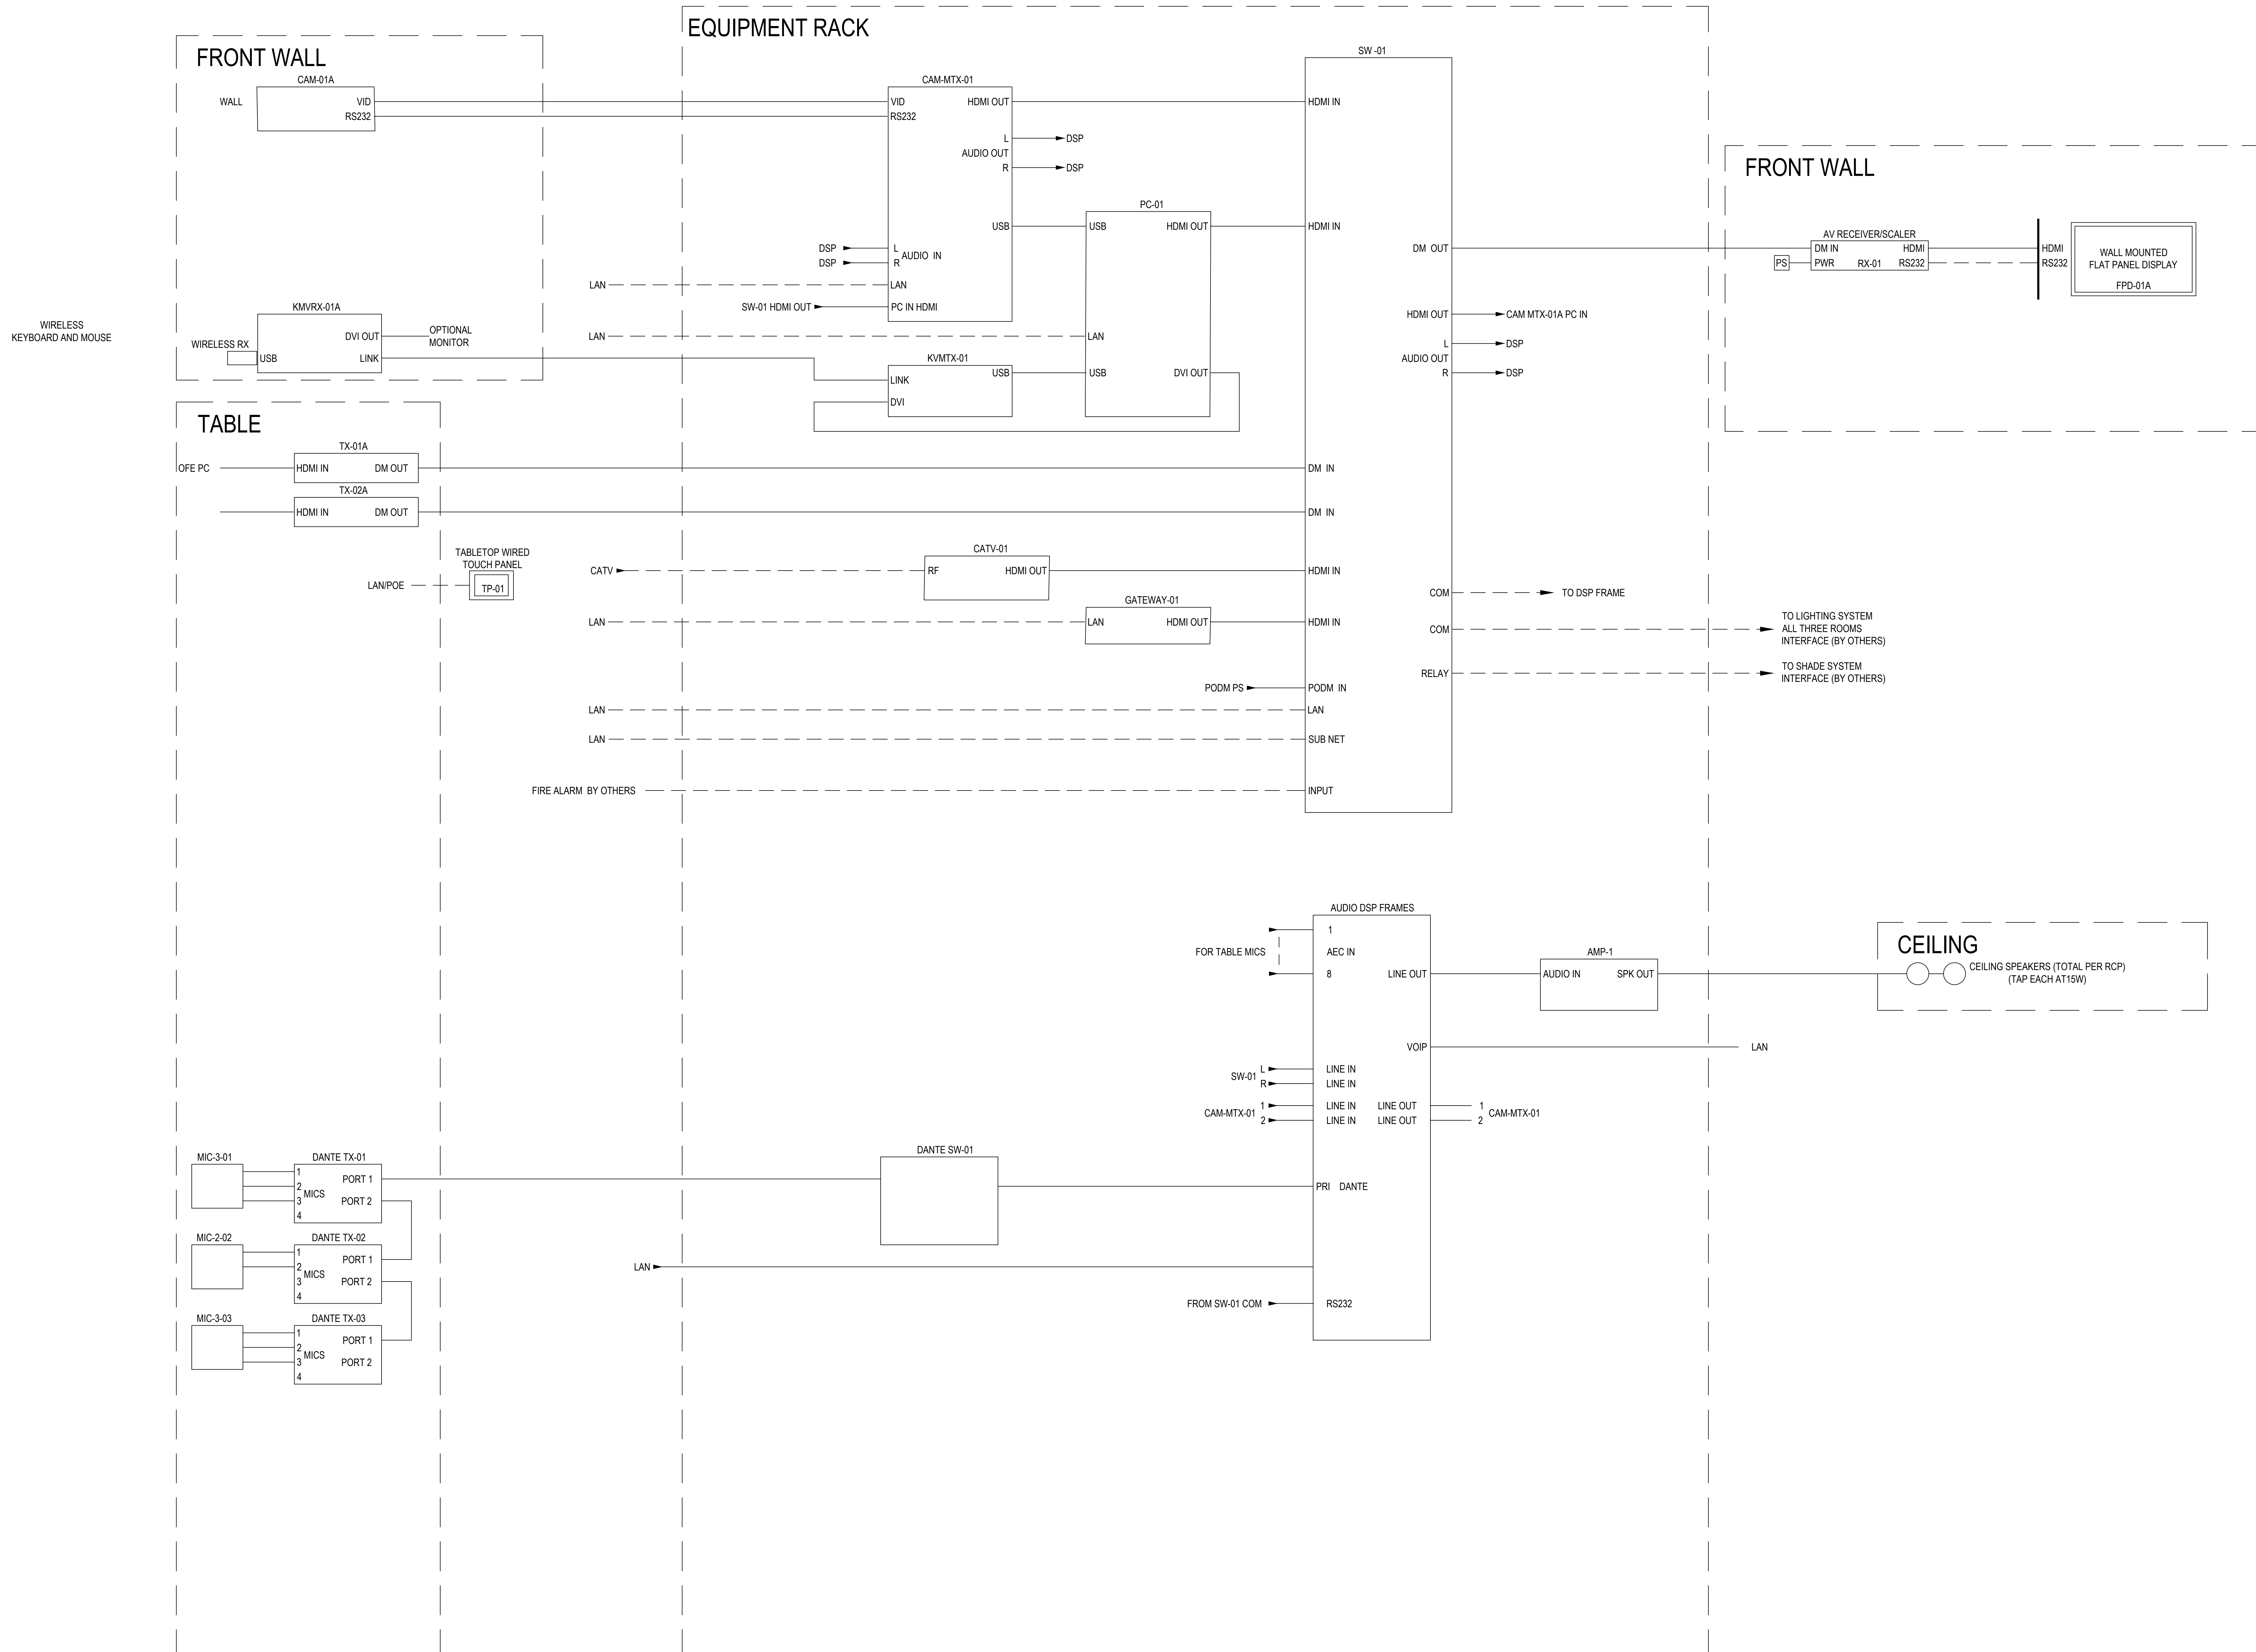 EQUIPMENT RACK
FRONT WALL
CAM-01A
WALL
VID
RS232
CAM-MTX-01
VID
RS232
HDMI OUT
L
AUDIO OUT
R
DSP
DSP
USB
DSP
DSP
L
AUDIO IN
R
LAN
LAN
SW-01 HDMI OUT
PC IN HDMI
PC-01
USB
HDMI OUT
LAN
LAN
USB
DVI OUT
KMVRX-01A
DVI OUT
LINK
USB
WIRELESS RX
OPTIONAL
MONITOR
WIRELESS
KEYBOARD AND MOUSE
KVMTX-01
USB
LINK
DVI
SW -01
HDMI IN
HDMI IN
DM IN
DM IN
HDMI IN
HDMI IN
PODM PS
PODM IN
LAN
LAN
LAN
SUB NET
FIRE ALARM BY OTHERS
INPUT
DM OUT
HDMI OUT
CAM MTX-01A PC IN
L
DSP
AUDIO OUT
R
DSP
COM
TO DSP FRAME
COM
TO LIGHTING SYSTEM
ALL THREE ROOMS
INTERFACE (BY OTHERS)
RELAY
TO SHADE SYSTEM
INTERFACE (BY OTHERS)
FRONT WALL
AV RECEIVER/SCALER
DM IN
HDMI
PS
PWR
RX-01
RS232
HDMI
RS232
WALL MOUNTED
FLAT PANEL DISPLAY
FPD-01A
TABLE
TX-01A
OFE PC
HDMI IN
DM OUT
TX-02A
HDMI IN
DM OUT
TABLETOP WIRED
TOUCH PANEL
LAN/POE
TP-01
CATV-01
CATV
RF
HDMI OUT
GATEWAY-01
LAN
LAN
HDMI OUT
AUDIO DSP FRAMES
FOR TABLE MICS
1
AEC IN
8
LINE OUT
VOIP
LAN
SW-01
L
R
LINE IN
LINE IN
CAM-MTX-01
1
2
LINE IN
LINE IN
LINE OUT
LINE OUT
1
2
CAM-MTX-01
PRI DANTE
LAN
FROM SW-01 COM
RS232
AMP-1
AUDIO IN
SPK OUT
CEILING
CEILING SPEAKERS (TOTAL PER RCP)
(TAP EACH AT15W)
DANTE SW-01
MIC-3-01
DANTE TX-01
1
2
3
4
MICS
PORT 1
PORT 2
MIC-2-02
DANTE TX-02
1
2
3
4
MICS
PORT 1
PORT 2
MIC-3-03
DANTE TX-03
1
2
3
4
MICS
PORT 1
PORT 2